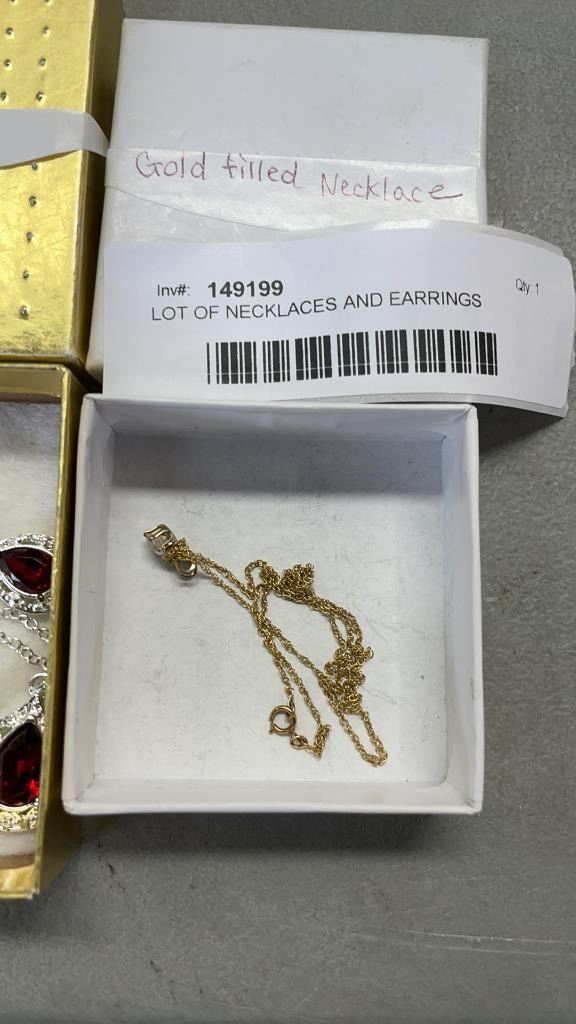 Gold filled Necklace
Inv#: 149199 Qty 1
LOT OF NECKLACES AND EARRINGS